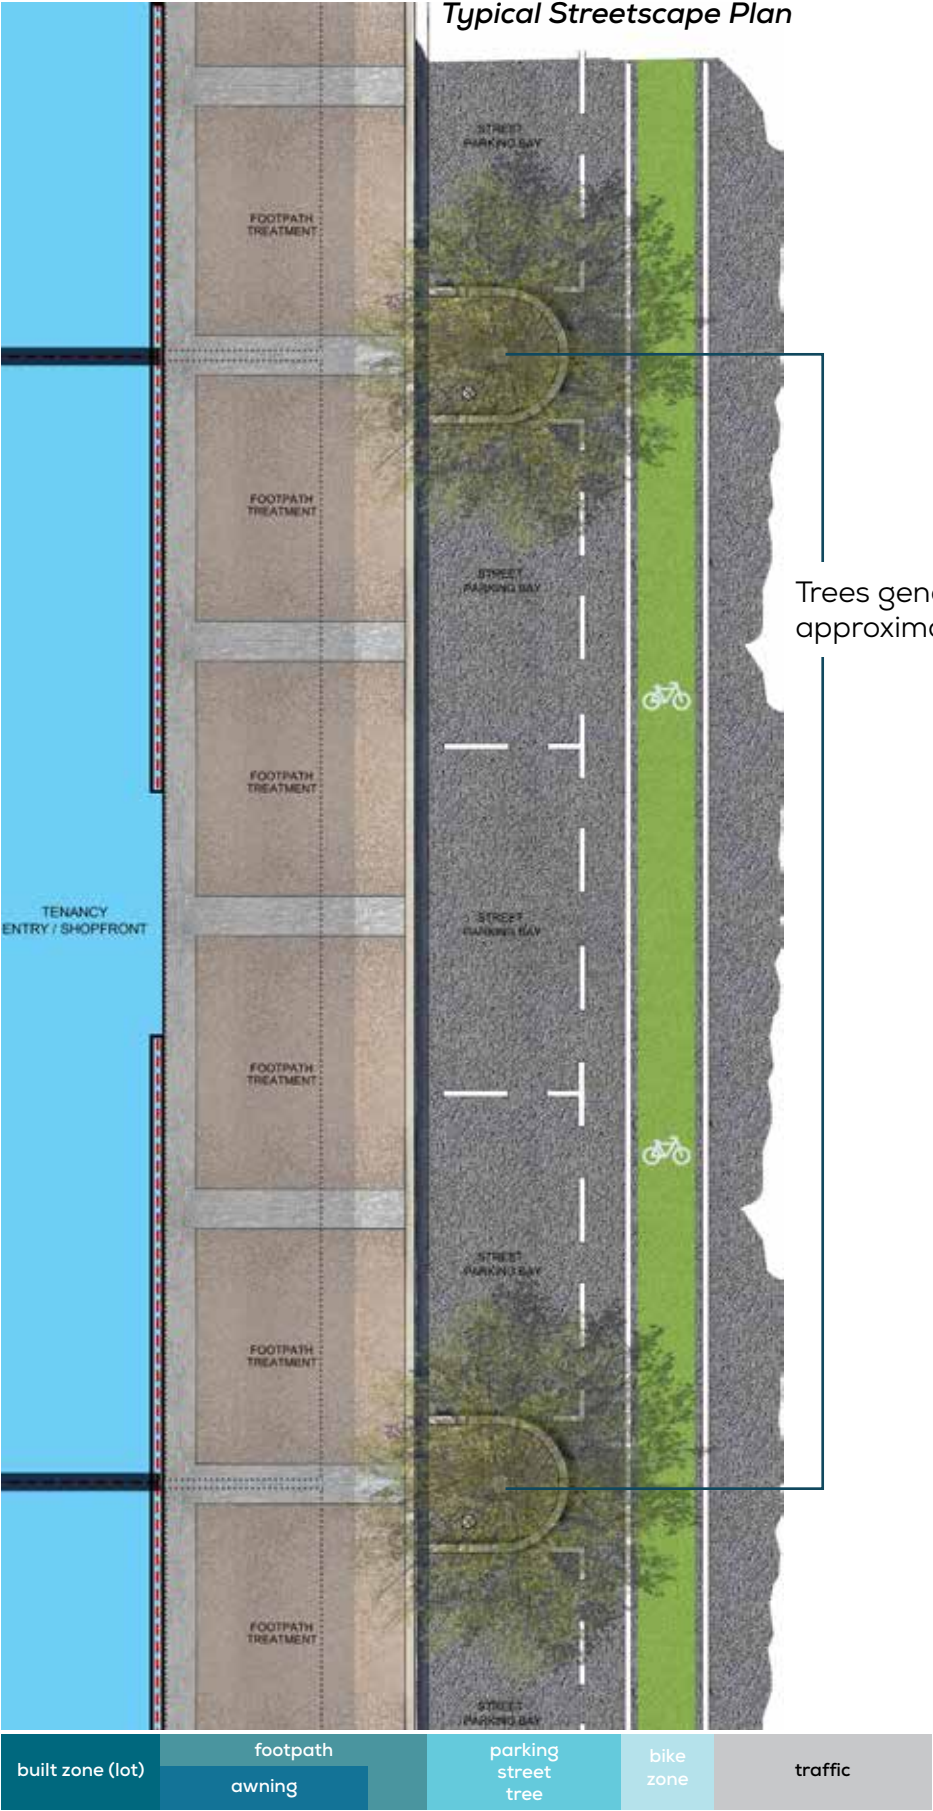 Typical Streetscape Plan
STREET
PARKING BAY
FOOTPATH
TREATMENT
FOOTPATH
TREATMENT
STREET
PARKING BAY
Trees gene
approxima
FOOTPATH
TREATMENT
TENANCY
ENTRY / SHOPFRONT
STREET
PARKING BAY
FOOTPATH
TREATMENT
STREET
PARKING BAY
FOOTPATH
TREATMENT
FOOTPATH
TREATMENT
STREET
PARKING BAY
built zone (lot)
footpath
awning
parking
street
tree
bike
zone
traffic